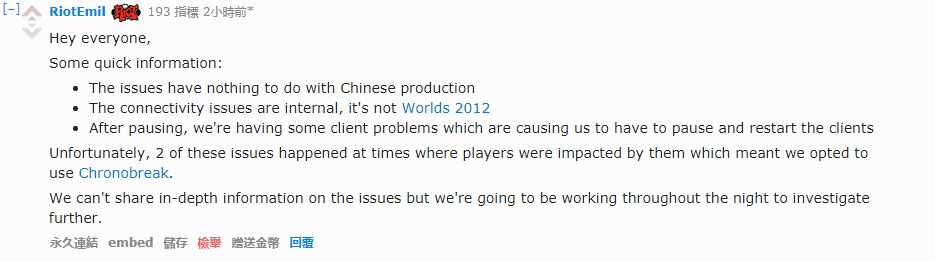 [–] RiotEmil RIOT 193 指標 2小時前*
Hey everyone,
Some quick information:
• The issues have nothing to do with Chinese production
• The connectivity issues are internal, it's not Worlds 2012
• After pausing, we're having some client problems which are causing us to have to pause and restart the clients
Unfortunately, 2 of these issues happened at times where players were impacted by them which meant we opted to
use Chronobreak.
We can't share in-depth information on the issues but we're going to be working throughout the night to investigate
further.
永久連結 embed 儲存 檢舉 贈送金幣 回覆